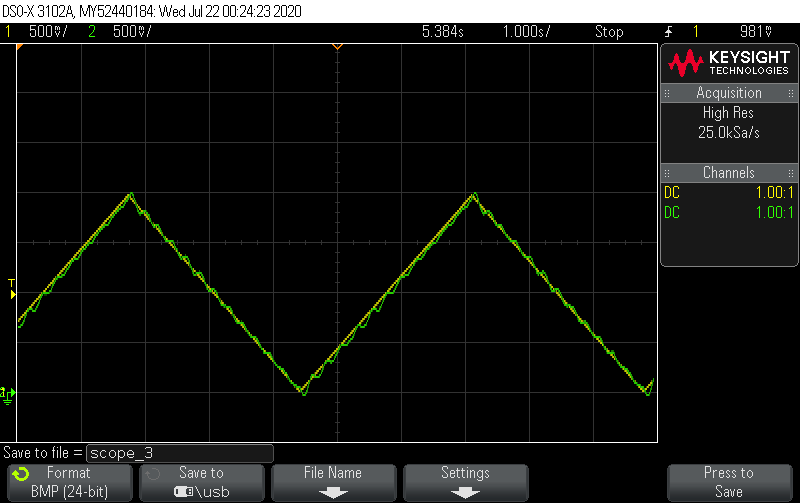 DSO-X 3102A, MY52440184: Wed Jul 22 00:24:23 2020
1 500mV/ 2 500mV/ 5.384s 1.000s/ Stop 1 981mV
KEYSIGHT
TECHNOLOGIES
Acquisition
High Res
25.0kSa/s
Channels
DC 1.00:1
DC 1.00:1
T
Save to file = scope_3
Format
BMP (24-bit)
Save to
\usb
File Name
Settings
Press to
Save